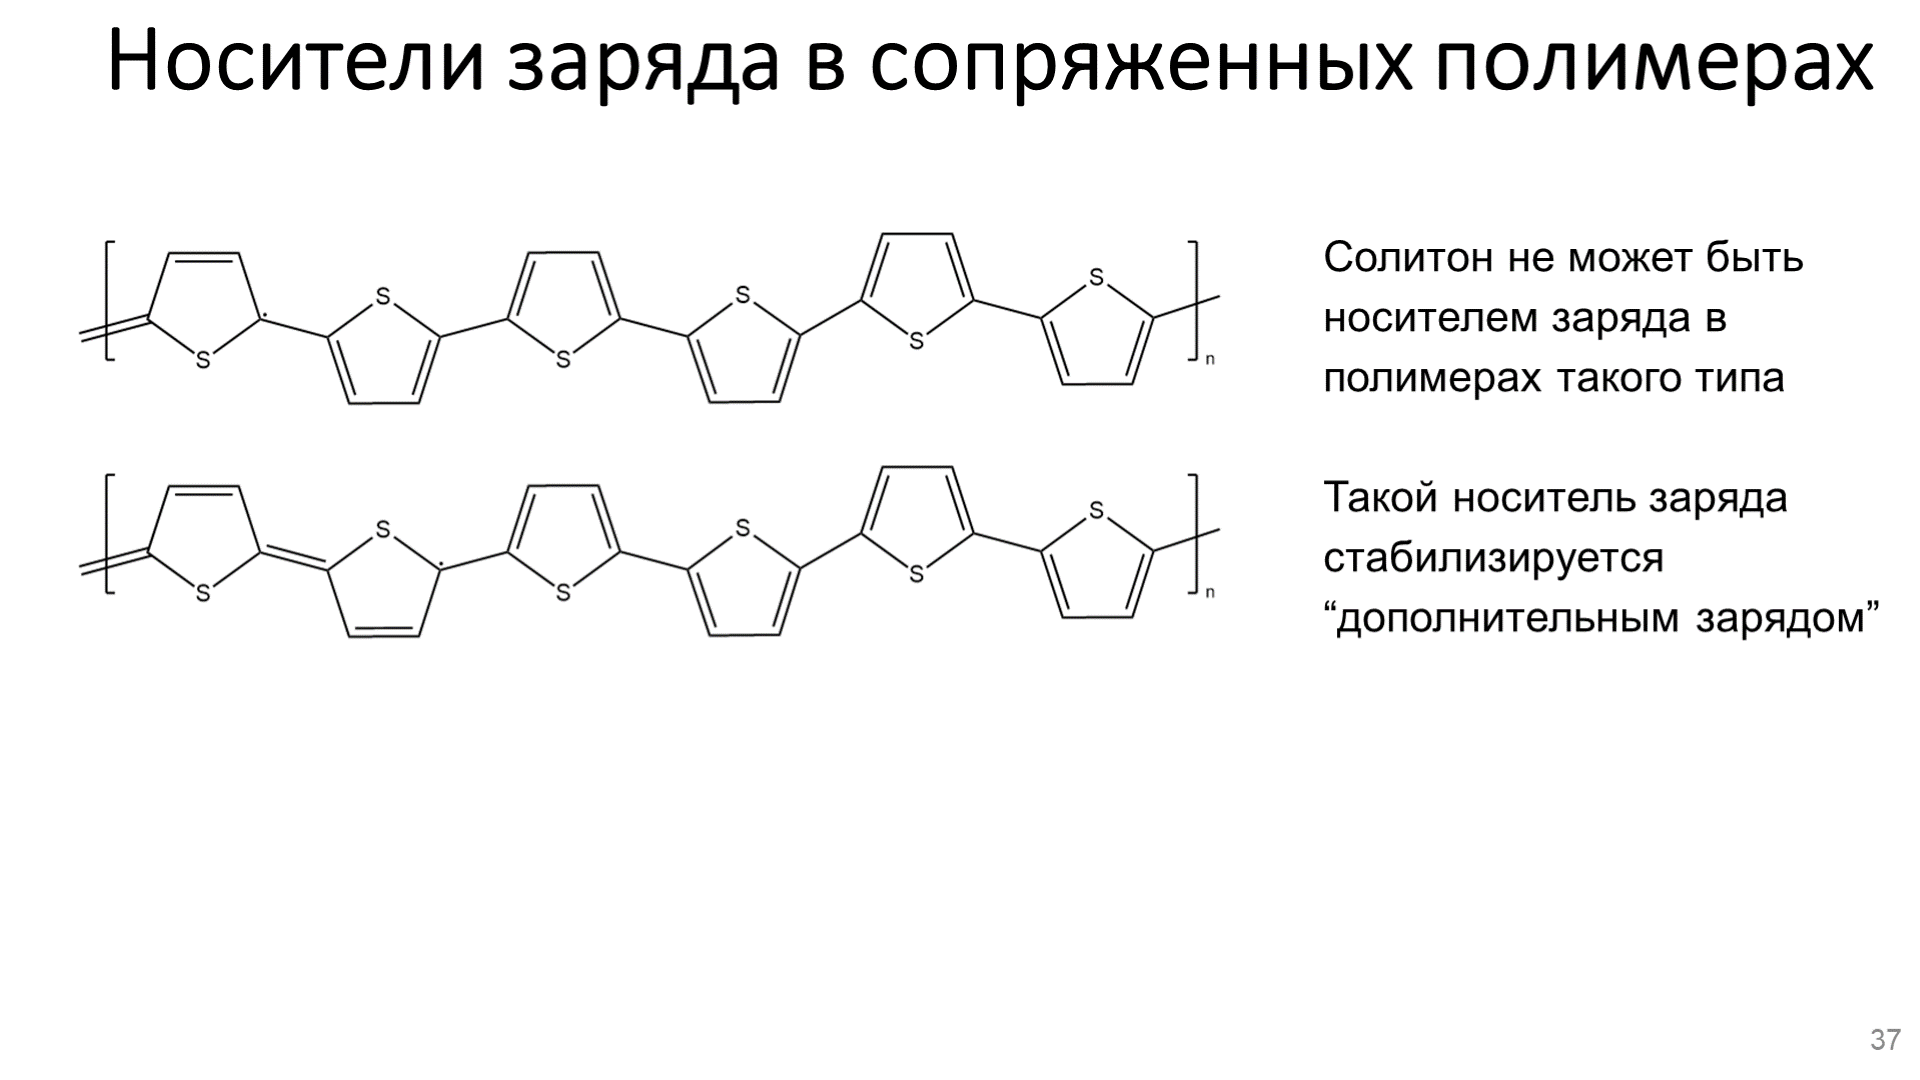 Носители заряда в сопряженных полимерах
S S S S S S n
Солитон не может быть
носителем заряда в
полимерах такого типа
S S S S S S n
Такой носитель заряда
стабилизируется
“дополнительным зарядом”
37